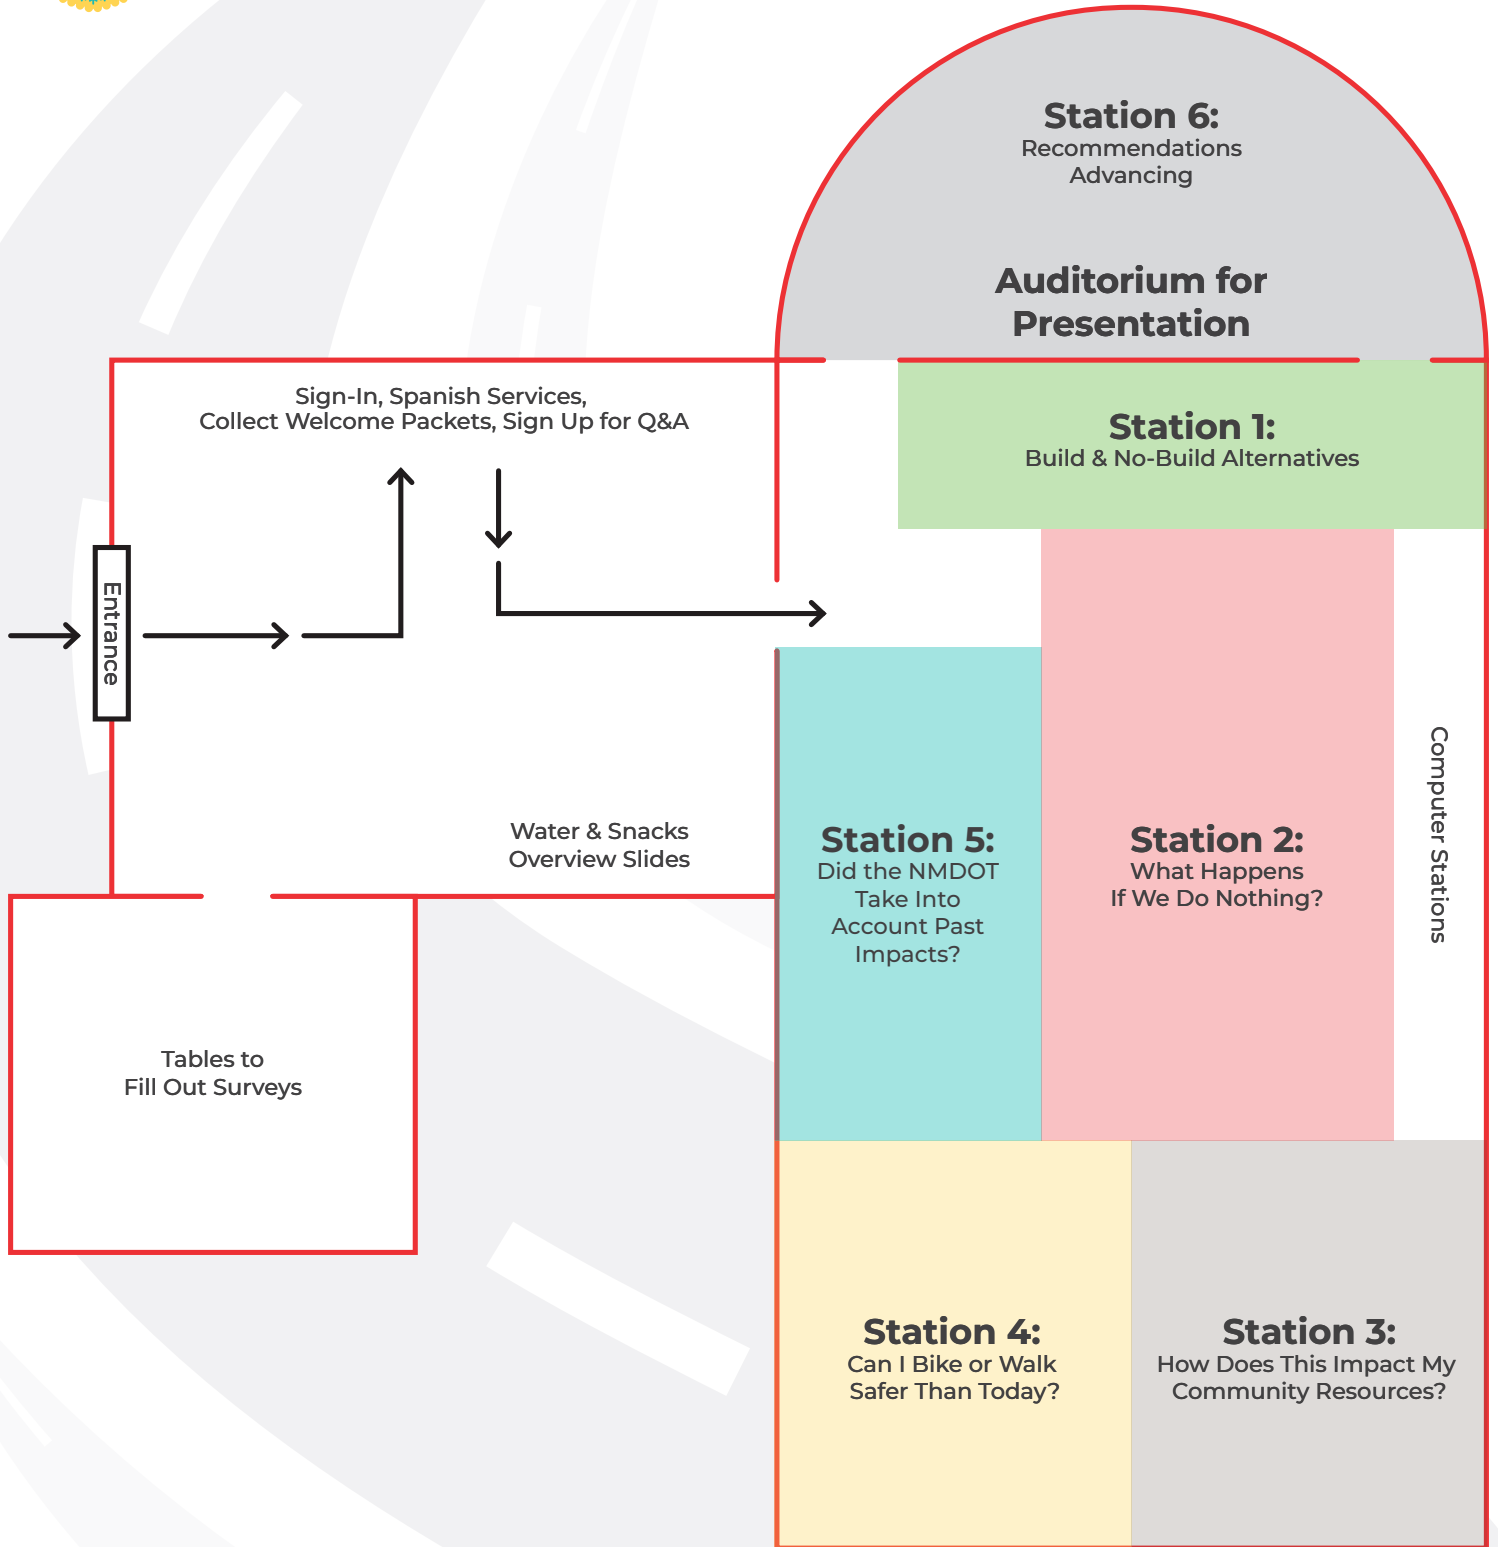 Station 6:
Recommendations
Advancing
Auditorium for
Presentation
Sign-In, Spanish Services,
Collect Welcome Packets, Sign Up for Q&A
Station 1:
Build & No-Build Alternatives
Entrance
Water & Snacks
Overview Slides
Station 5:
Did the NMDOT
Take Into
Account Past
Impacts?
Station 2:
What Happens
If We Do Nothing?
Computer Stations
Tables to
Fill Out Surveys
Station 4:
Can I Bike or Walk
Safer Than Today?
Station 3:
How Does This Impact My
Community Resources?